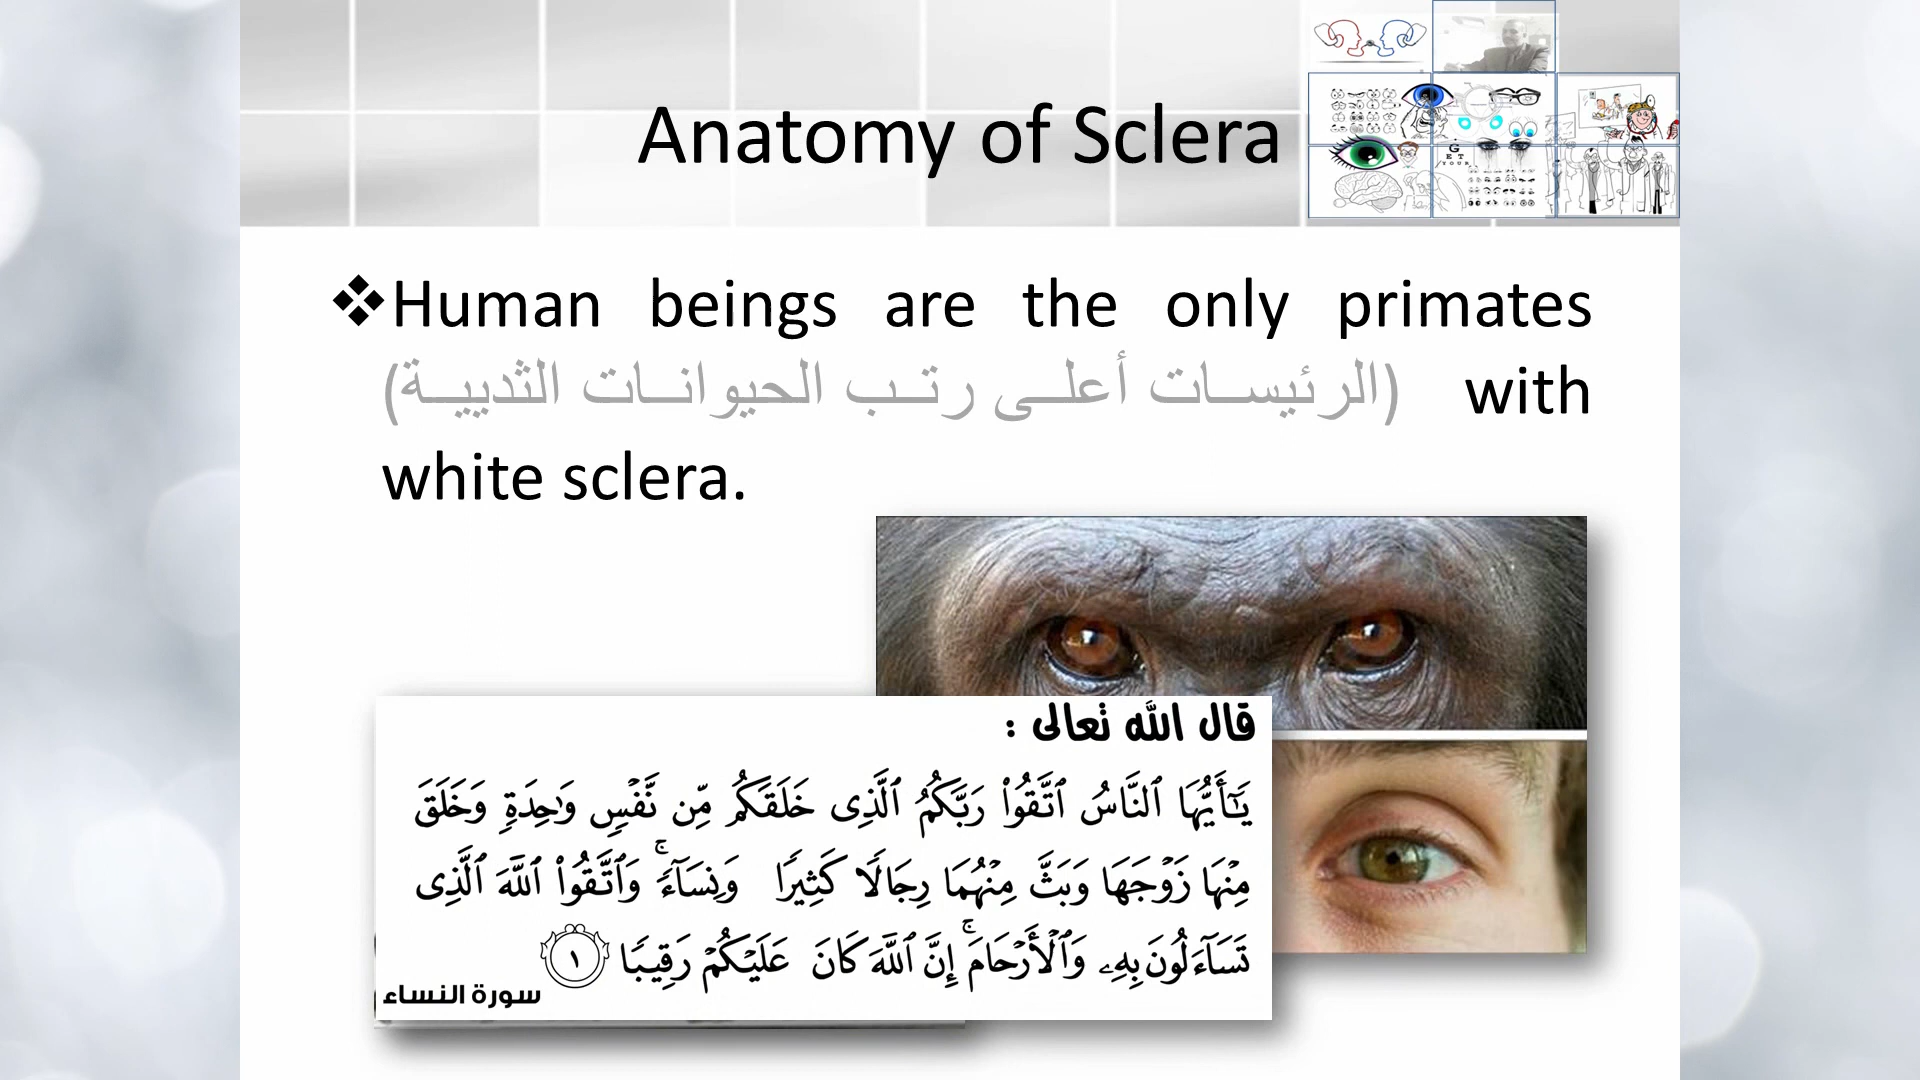 Anatomy of Sclera
G
E T
YOUR
❖Human beings are the only primates
(الرئيسات أعلى رتب الحيوانات الثديية) with
white sclera.
قال الله تعالى :
يَٰٓأَيُّهَا ٱلنَّاسُ ٱتَّقُوا۟ رَبَّكُمُ ٱلَّذِى خَلَقَكُم مِّن نَّفْسٍ وَٰحِدَةٍ وَخَلَقَ
مِنْهَا زَوْجَهَا وَبَثَّ مِنْهُمَا رِجَالًا كَثِيرًا وَنِسَآءً ۚ وَٱتَّقُوا۟ ٱللَّهَ ٱلَّذِى
تَسَآءَلُونَ بِهِۦ وَٱلْأَرْحَامَ ۚ إِنَّ ٱللَّهَ كَانَ عَلَيْكُمْ رَقِيبًا ١
سورة النساء